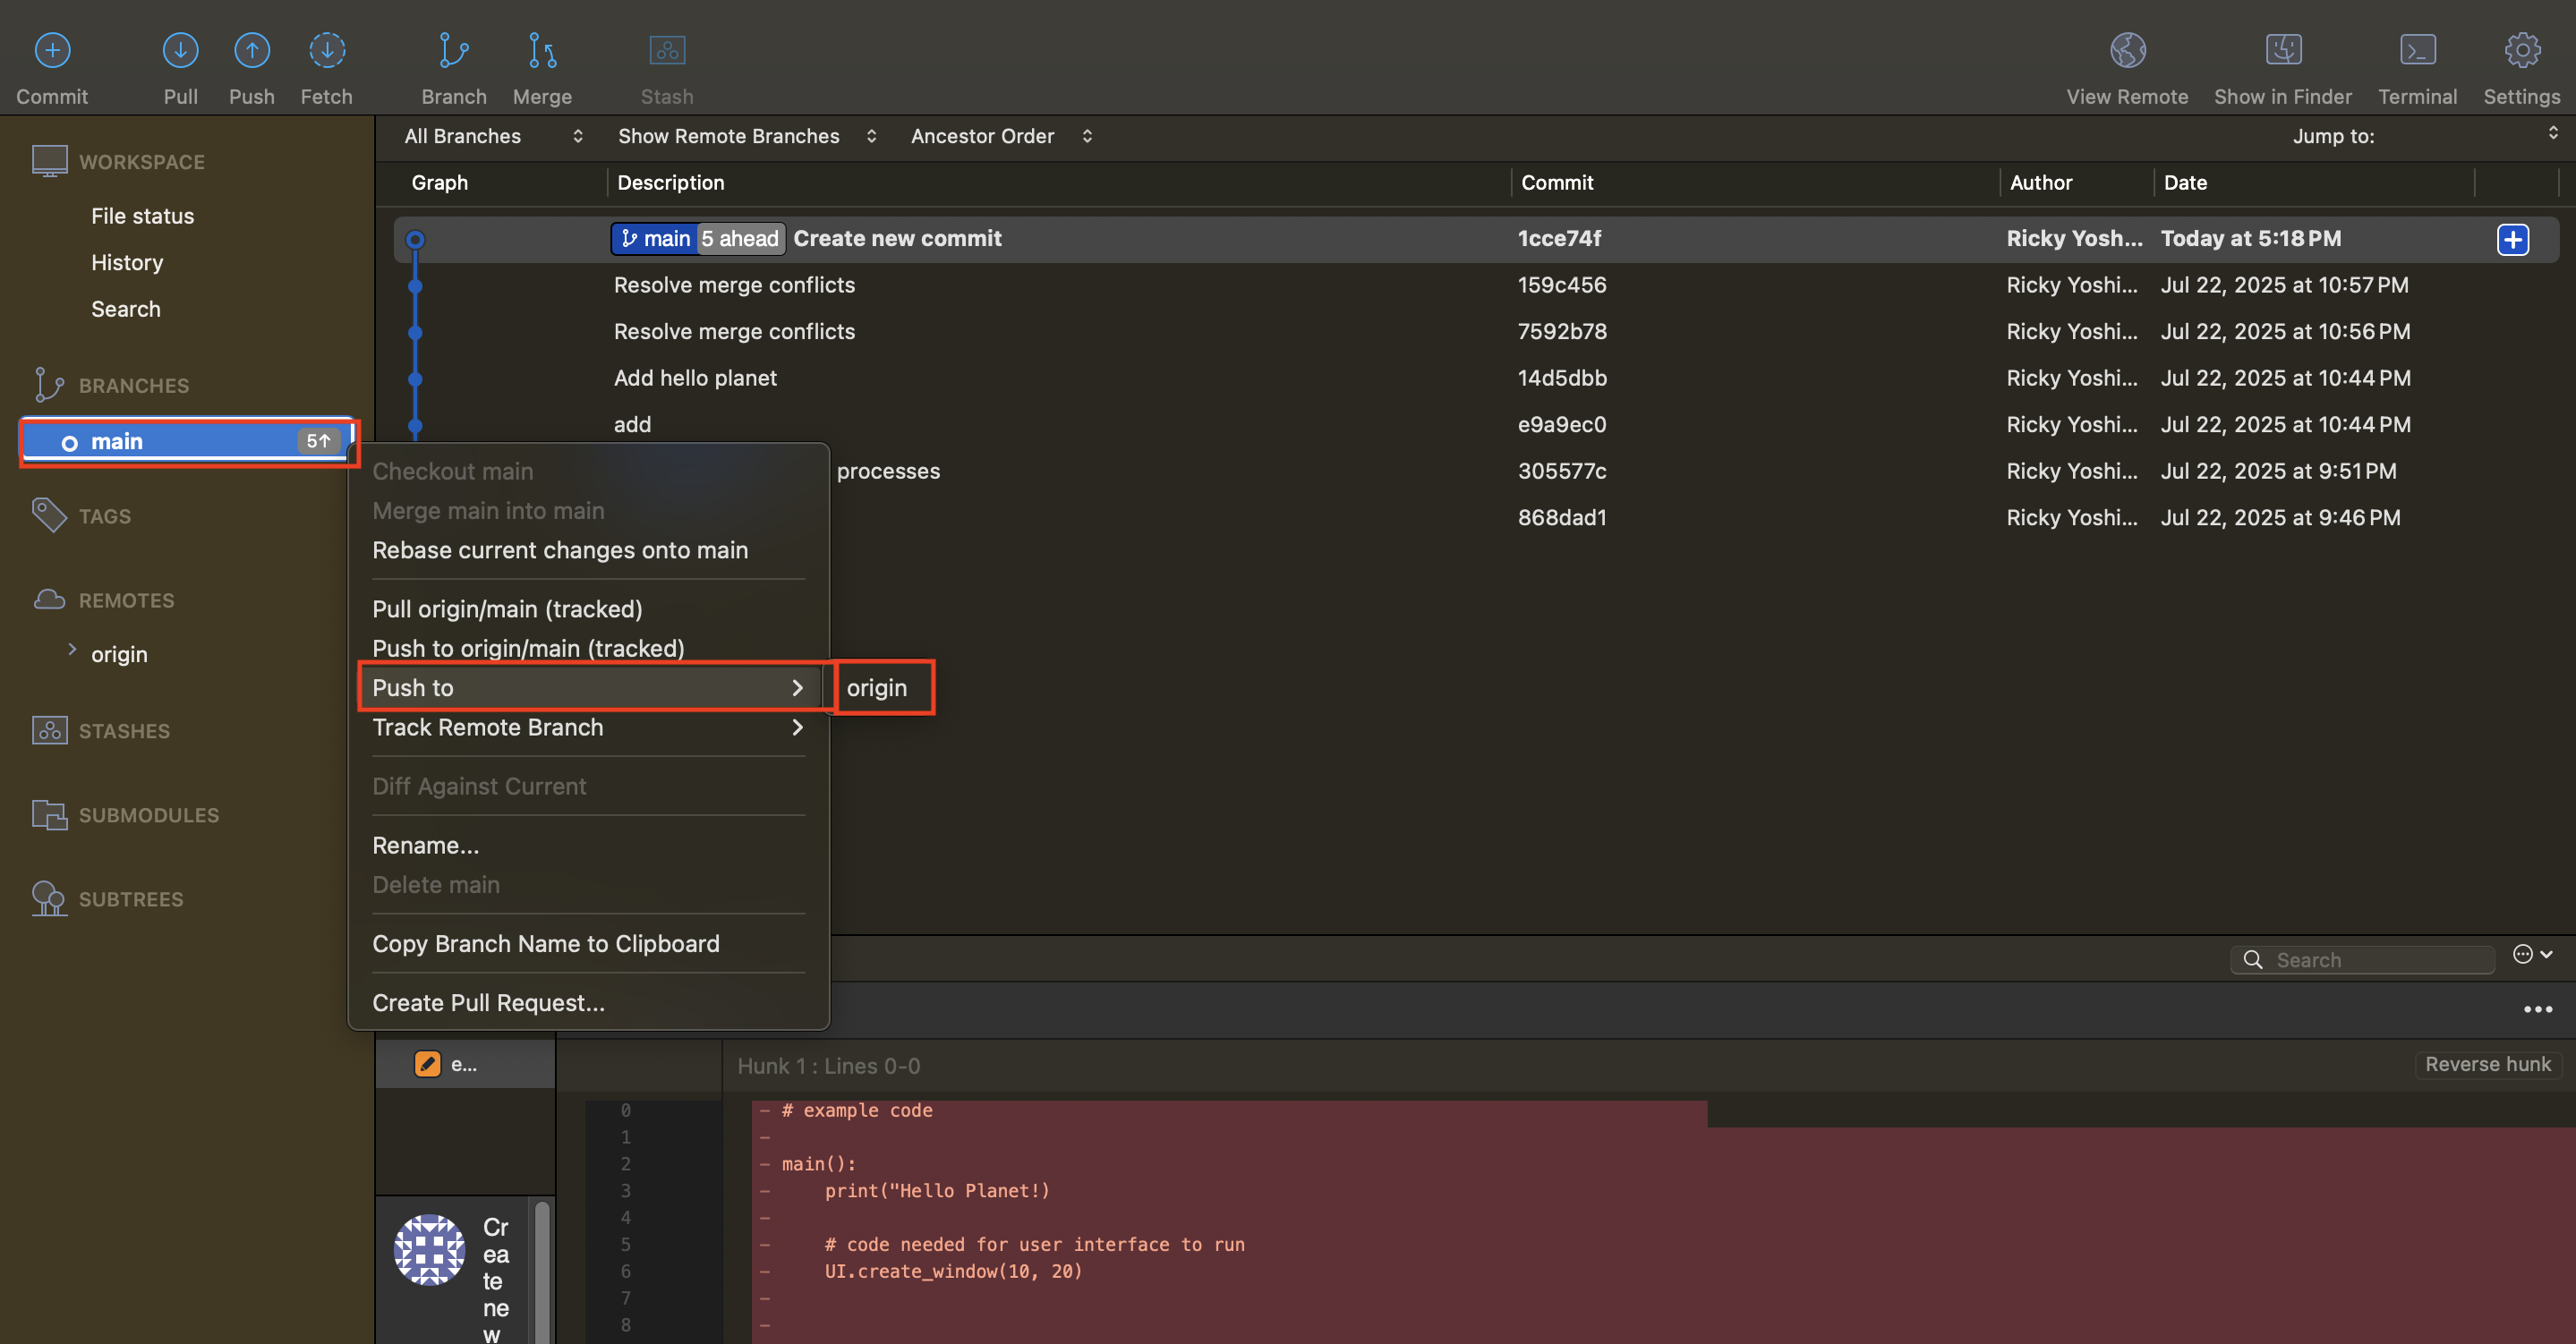 Commit Pull Push Fetch Branch Merge Stash View Remote Show in Finder Terminal Settings
WORKSPACE
File status
History
Search
BRANCHES
main 5↑
TAGS
REMOTES
origin
STASHES
SUBMODULES
SUBTREES
All Branches Show Remote Branches Ancestor Order Jump to:
Graph Description Commit Author Date
main 5 ahead Create new commit 1cce74f Ricky Yosh... Today at 5:18 PM
Resolve merge conflicts 159c456 Ricky Yoshi... Jul 22, 2025 at 10:57 PM
Resolve merge conflicts 7592b78 Ricky Yoshi... Jul 22, 2025 at 10:56 PM
Add hello planet 14d5dbb Ricky Yoshi... Jul 22, 2025 at 10:44 PM
add e9a9ec0 Ricky Yoshi... Jul 22, 2025 at 10:44 PM
processes 305577c Ricky Yoshi... Jul 22, 2025 at 9:51 PM
868dad1 Ricky Yoshi... Jul 22, 2025 at 9:46 PM
Checkout main
Merge main into main
Rebase current changes onto main
Pull origin/main (tracked)
Push to origin/main (tracked)
Push to origin
Track Remote Branch
Diff Against Current
Rename...
Delete main
Copy Branch Name to Clipboard
Create Pull Request...
Search
e...
Hunk 1 : Lines 0-0 Reverse hunk
0 - # example code
1 -
2 - main():
3 - print("Hello Planet!)
4 -
5 - # code needed for user interface to run
6 - UI.create_window(10, 20)
7 -
8 -
Cr
ea
te
ne
w